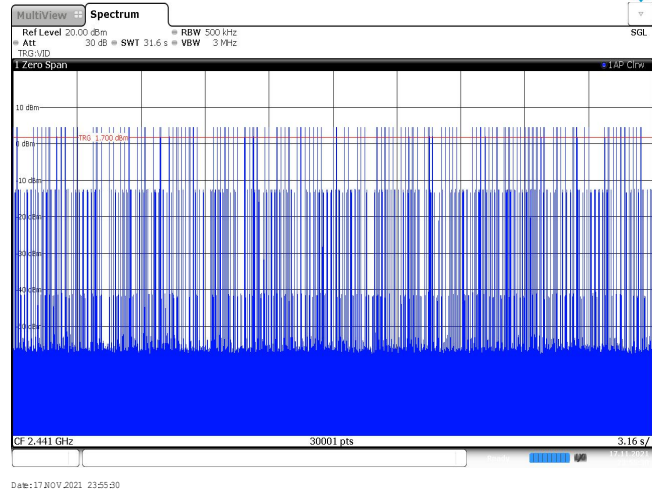 MultiView Spectrum
Ref Level 20.00 dBm RBW 500 kHz SGL
Att 30 dB SWT 31.6 s VBW 3 MHz
TRG:VID
1 Zero Span 1AP Clrw
10 dBm
TRG 1.700 dBm
0 dBm
-10 dBm
-20 dBm
-30 dBm
-40 dBm
CF 2.441 GHz 30001 pts 3.16 s/
17.11.2021
Date:17.NOV.2021 23:55:30